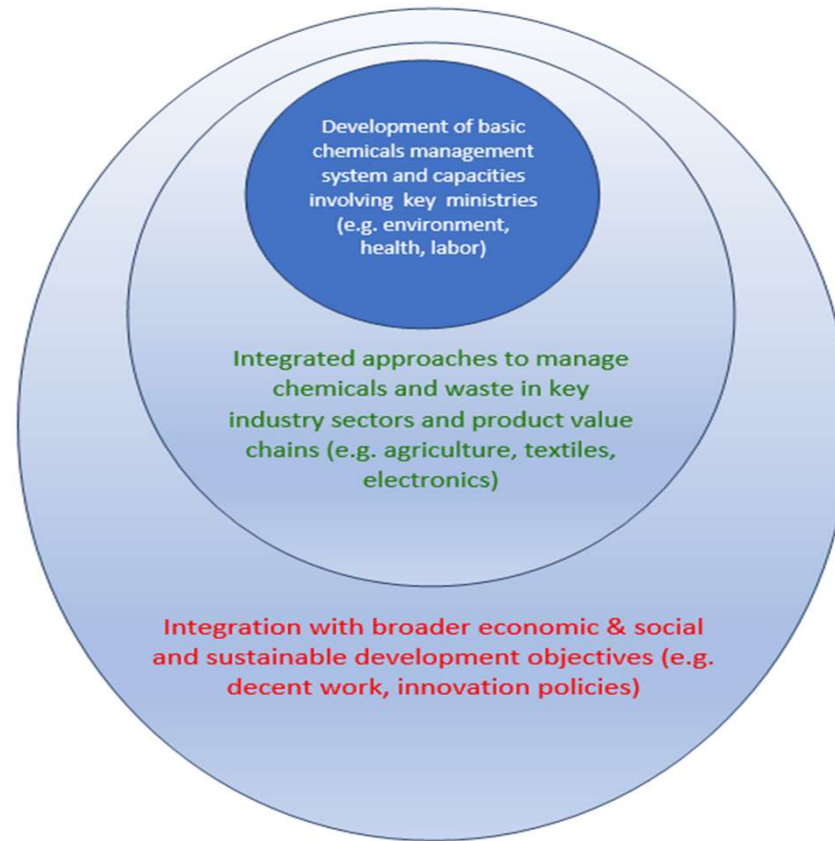 Development of basic
chemicals management
system and capacities
involving key ministries
(e.g. environment,
health, labor)
Integrated approaches to manage
chemicals and waste in key
industry sectors and product value
chains (e.g. agriculture, textiles,
electronics)
Integration with broader economic & social
and sustainable development objectives (e.g.
decent work, innovation policies)